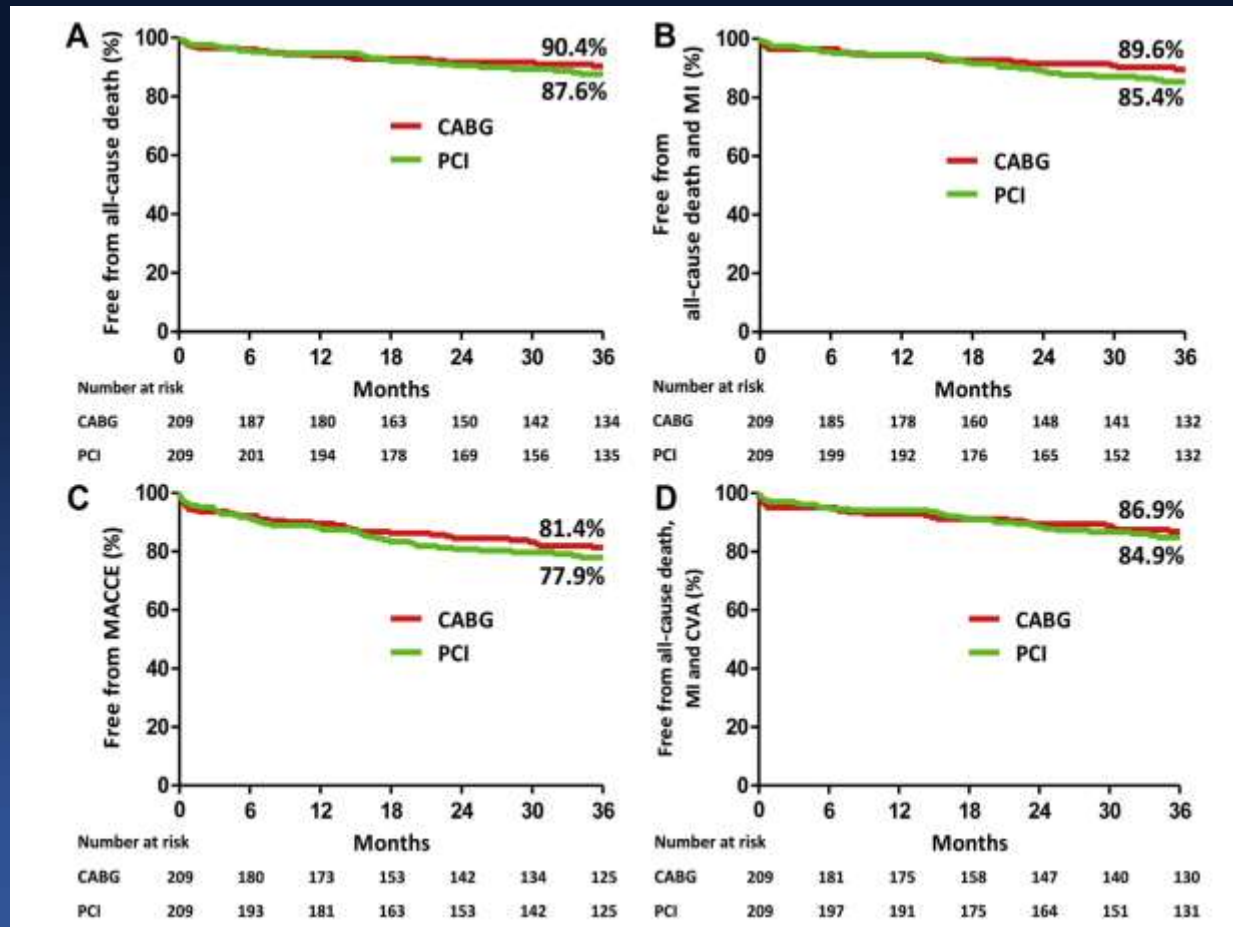 A
Free from all-cause death (%)
100
80
60
40
20
0
90.4%
87.6%
CABG
PCI
0 6 12 18 24 30 36
Number at risk Months
CABG 209 187 180 163 150 142 134
PCI 209 201 194 178 169 156 135
B
Free from
all-cause death and MI (%)
100
80
60
40
20
0
89.6%
85.4%
CABG
PCI
0 6 12 18 24 30 36
Number at risk Months
CABG 209 185 178 160 148 141 132
PCI 209 199 192 176 165 152 132
C
Free from MACCE (%)
100
80
60
40
20
0
81.4%
77.9%
CABG
PCI
0 6 12 18 24 30 36
Number at risk Months
CABG 209 180 173 153 142 134 125
PCI 209 193 181 163 153 142 125
D
Free from all-cause death,
MI and CVA (%)
100
80
60
40
20
0
86.9%
84.9%
CABG
PCI
0 6 12 18 24 30 36
Number at risk Months
CABG 209 181 175 158 147 140 130
PCI 209 197 191 175 164 151 131